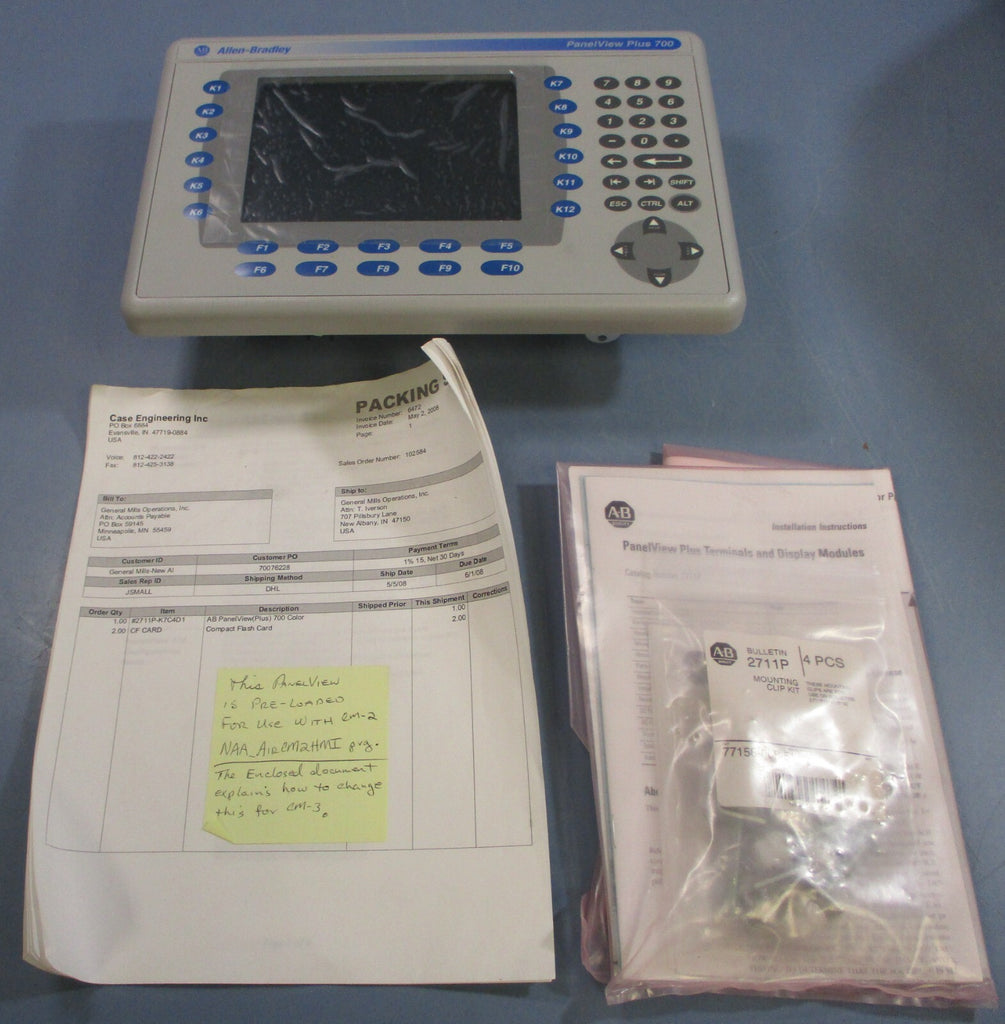 AB Allen-Bradley
PanelView Plus 700
K1
K2
K3
K4
K5
K6
K7
K8
K9
K10
K11
K12
7 8 9
4 5 6
1 2 3
- 0 .
SHIFT
ESC CTRL ALT
F1 F2 F3 F4 F5
F6 F7 F8 F9 F10
PACKING
Case Engineering Inc
PO Box 6884
Evansville, IN 47719-0884
USA
Voice: 812-422-2422
Fax: 812-425-3138
Invoice Number: 6472
Invoice Date: May 2, 2008
Page: 1
Sales Order Number: 102584
Bill To:
General Mills Operations, Inc.
Attn: Accounts Payable
PO Box 59145
Minneapolis, MN 55459
USA
Ship to:
General Mills Operations, Inc.
Attn: T. Iverson
707 Pillsbury Lane
New Albany, IN 47150
USA
Customer ID Customer PO Payment Terms
General Mills-New Al 70076228 1% 15, Net 30 Days
Sales Rep ID Shipping Method Ship Date Due Date
JSMALL DHL 5/5/08 6/1/08
Order Qty Item Description Shipped Prior This Shipment Corrections
1.00 #2711P-K7C4D1 AB PanelView(Plus) 700 Color 1.00
2.00 CF CARD Compact Flash Card 2.00
This PanelView
is Pre-loaded
For use with CM-2
NAA_AirCM2HMI prg.
The Enclosed document
explains how to change
this for CM-3.
A-B
Installation Instructions
PanelView Plus Terminals and Display Modules
A-B
BULLETIN
2711P
4 PCS
MOUNTING
CLIP KIT